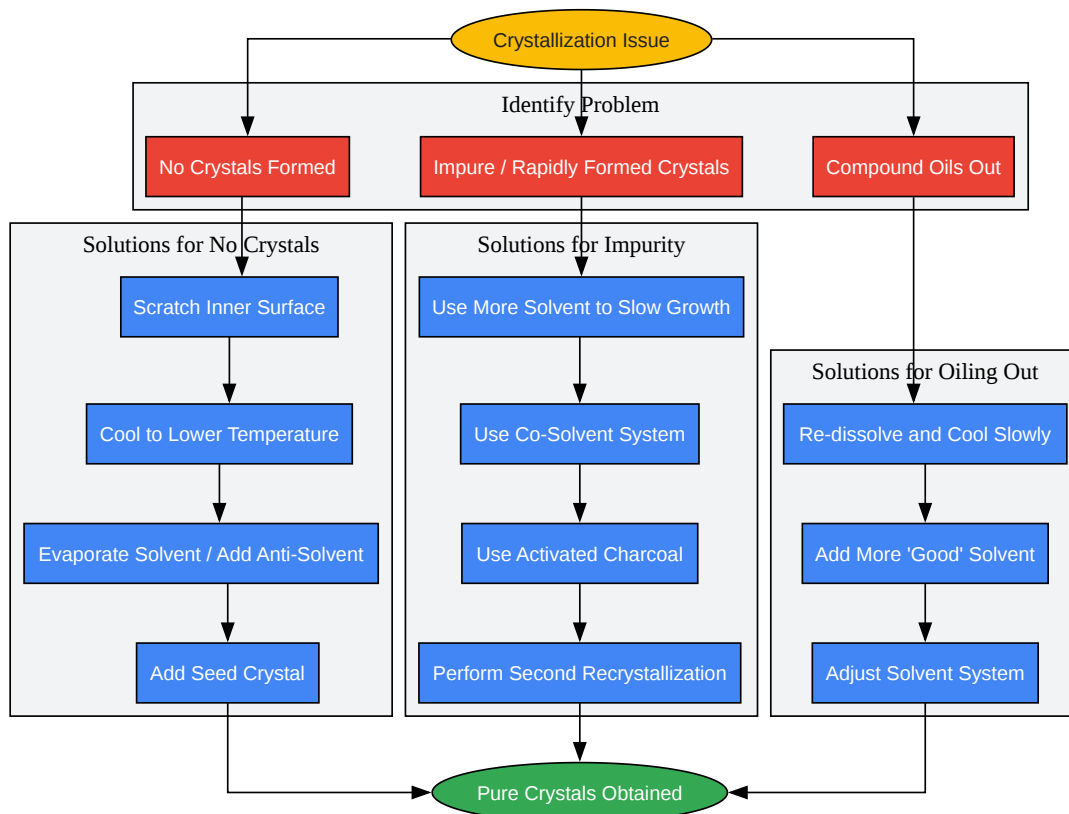 Crystallization Issue
Identify Problem
No Crystals Formed
Impure / Rapidly Formed Crystals
Compound Oils Out
Solutions for No Crystals
Scratch Inner Surface
Cool to Lower Temperature
Evaporate Solvent / Add Anti-Solvent
Add Seed Crystal
Solutions for Impurity
Use More Solvent to Slow Growth
Use Co-Solvent System
Use Activated Charcoal
Perform Second Recrystallization
Solutions for Oiling Out
Re-dissolve and Cool Slowly
Add More 'Good' Solvent
Adjust Solvent System
Pure Crystals Obtained